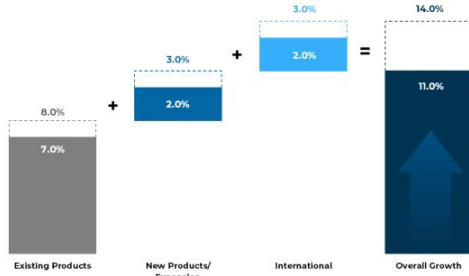 3.0% 14.0%
+ 2.0% =
3.0%
+ 2.0% 11.0%
8.0%
7.0%
Existing Products New Products/ International Overall Growth